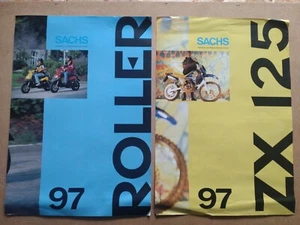 SACHS
ROLLER
97
SACHS
ZX 125
97